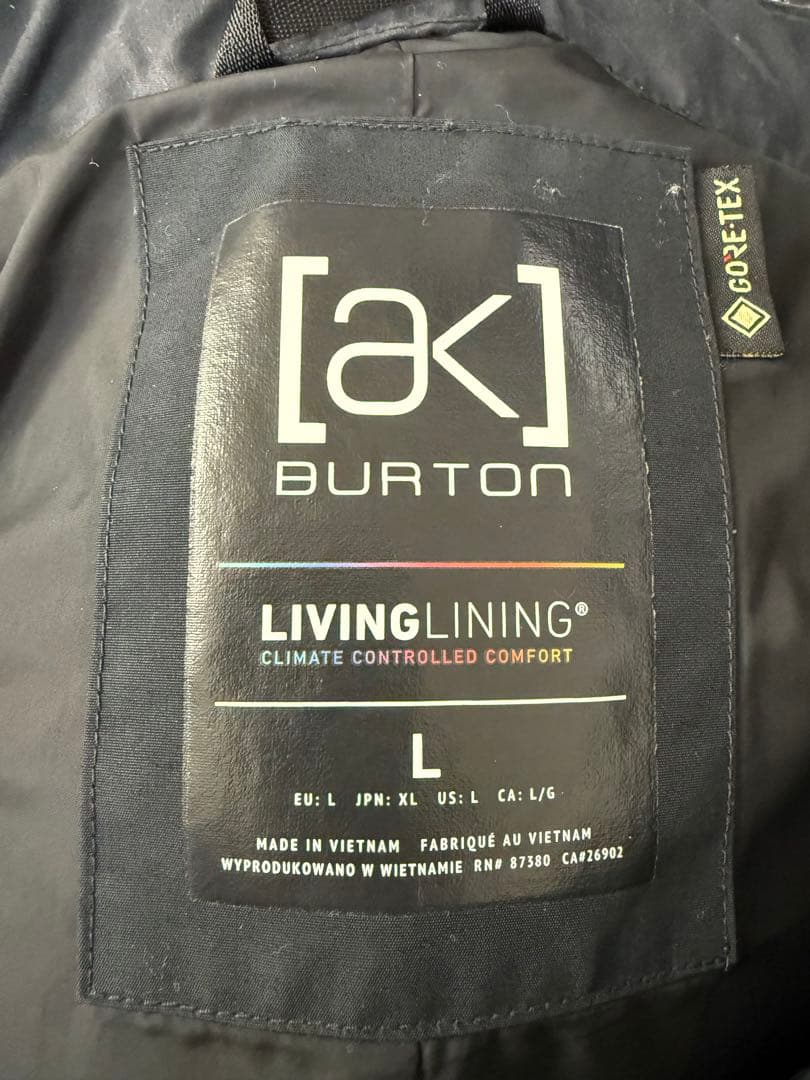 [ak]
BURTON
GORE-TEX
LIVINGLINING®
CLIMATE CONTROLLED COMFORT
L
EU: L JPN: XL US: L CA: L/G
MADE IN VIETNAM FABRIQUÉ AU VIETNAM
WYPRODUKOWANO W WIETNAMIE RN# 87380 CA#26902